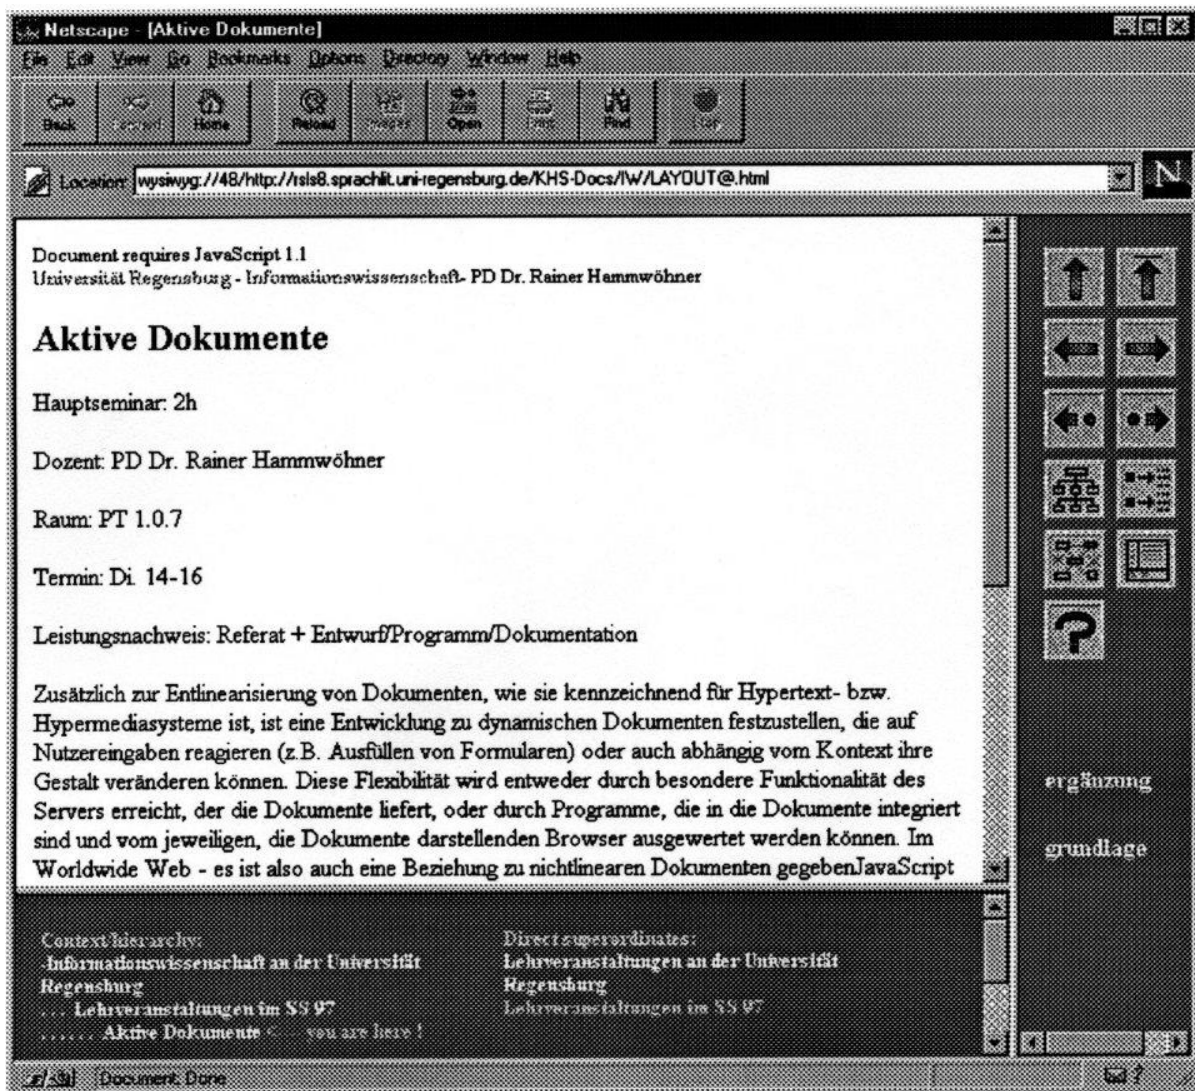 Netscape - [Aktive Dokumente]
File Edit View Go Bookmarks Options Directory Window Help
Back Forward Home Reload Images Open Print Find Stop
Location: wysiwyg://48/http://rsls8.sprachlit.uni-regensburg.de/KHS-Docs/IW/LAYOUT@.html
N
Document requires JavaScript 1.1
Universität Regensburg - Informationswissenschaft- PD Dr. Rainer Hammwöhner
Aktive Dokumente
Hauptseminar: 2h
Dozent: PD Dr. Rainer Hammwöhner
Raum: PT 1.0.7
Termin: Di. 14-16
Leistungsnachweis: Referat + Entwurf/Programm/Dokumentation
Zusätzlich zur Entlinearisierung von Dokumenten, wie sie kennzeichnend für Hypertext- bzw.
Hypermediasysteme ist, ist eine Entwicklung zu dynamischen Dokumenten festzustellen, die auf
Nutzereingaben reagieren (z.B. Ausfüllen von Formularen) oder auch abhängig vom Kontext ihre
Gestalt veränderen können. Diese Flexibilität wird entweder durch besondere Funktionalität des
Servers erreicht, der die Dokumente liefert, oder durch Programme, die in die Dokumente integriert
sind und vom jeweiligen, die Dokumente darstellenden Browser ausgewertet werden können. Im
Worldwide Web - es ist also auch eine Beziehung zu nichtlinearen Dokumenten gegebenJavaScript
ergänzung
grundlage
Context/hierarchy:
-Informationswissenschaft an der Universität
Regensburg
... Lehrveranstaltungen im SS 97
...... Aktive Dokumente <--- you are here !
Direct superordinates:
Lehrveranstaltungen an der Universität
Regensburg
Lehrveranstaltungen im SS 97
Document: Done